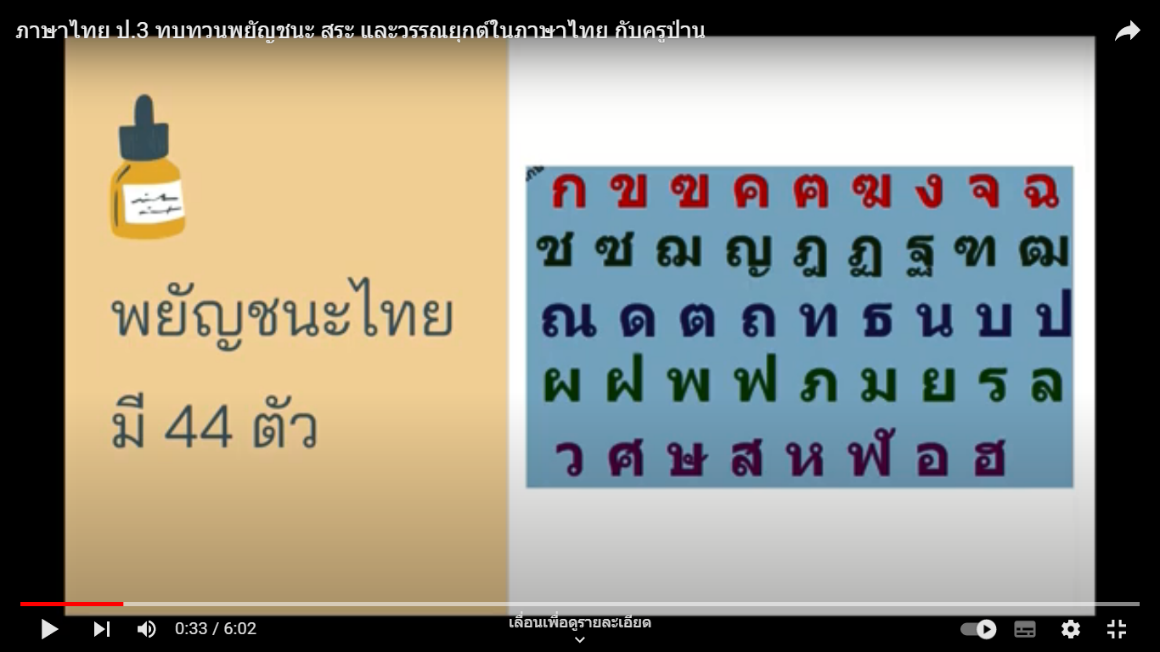 ภาษาไทย ป.3 ทบทวนพยัญชนะ สระ และวรรณยุกต์ในภาษาไทย กับครูป่าน
พยัญชนะไทย
มี 44 ตัว
ก ข ฃ ค ฅ ฆ ง จ ฉ
ช ซ ฌ ญ ฎ ฏ ฐ ฑ ฒ
ณ ด ต ถ ท ธ น บ ป
ผ ฝ พ ฟ ภ ม ย ร ล
ว ศ ษ ส ห ฬ อ ฮ
เลื่อนเพื่อดูรายละเอียด
0:33 / 6:02